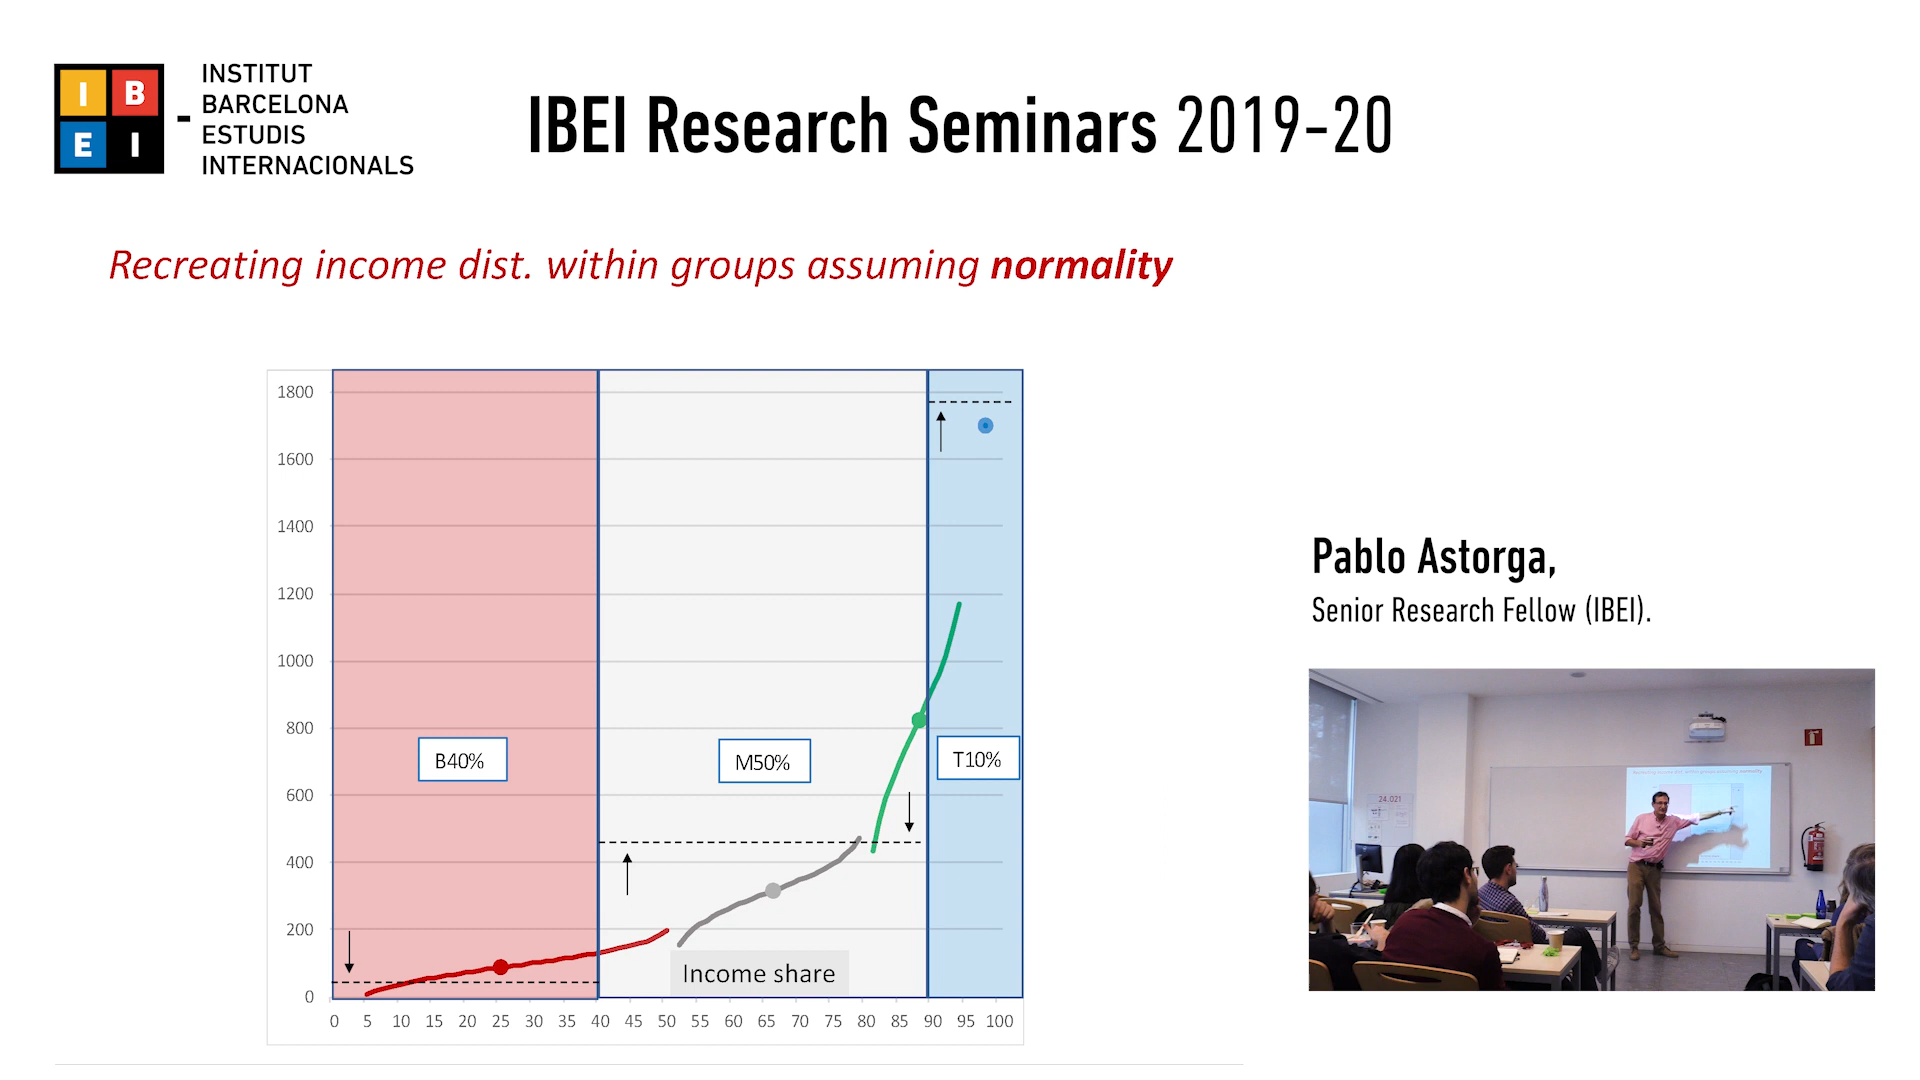 I B
E I
-
INSTITUT
BARCELONA
ESTUDIS
INTERNACIONALS
IBEI Research Seminars 2019-20
Recreating income dist. within groups assuming normality
1800
1600
1400
1200
1000
800
600
400
200
0
B40%
M50%
T10%
Income share
0 5 10 15 20 25 30 35 40 45 50 55 60 65 70 75 80 85 90 95 100
Pablo Astorga,
Senior Research Fellow (IBEI).
24.021